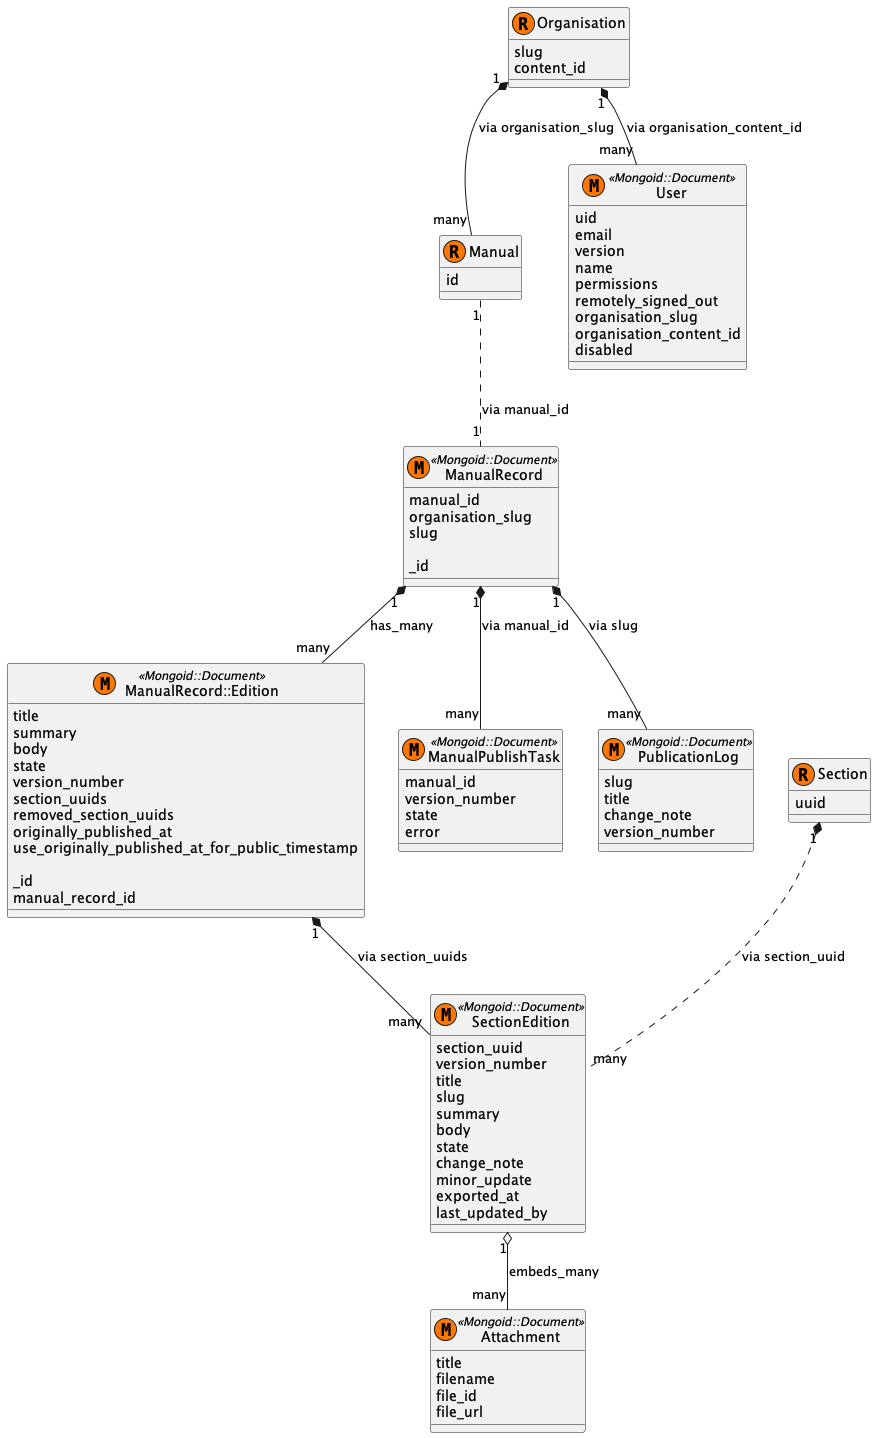 R Organisation
slug
content_id
1
1
via organisation_slug
via organisation_content_id
many
many
M «Mongoid::Document»
User
uid
email
version
name
permissions
remotely_signed_out
organisation_slug
organisation_content_id
disabled
R Manual
id
1
via manual_id
1
M «Mongoid::Document»
ManualRecord
manual_id
organisation_slug
slug
_id
1
1
1
has_many
via manual_id
via slug
many
many
many
M «Mongoid::Document»
ManualRecord::Edition
title
summary
body
state
version_number
section_uuids
removed_section_uuids
originally_published_at
use_originally_published_at_for_public_timestamp
_id
manual_record_id
M «Mongoid::Document»
ManualPublishTask
manual_id
version_number
state
error
M «Mongoid::Document»
PublicationLog
slug
title
change_note
version_number
R Section
uuid
1
1
via section_uuids
via section_uuid
many
many
M «Mongoid::Document»
SectionEdition
section_uuid
version_number
title
slug
summary
body
state
change_note
minor_update
exported_at
last_updated_by
1
embeds_many
many
M «Mongoid::Document»
Attachment
title
filename
file_id
file_url